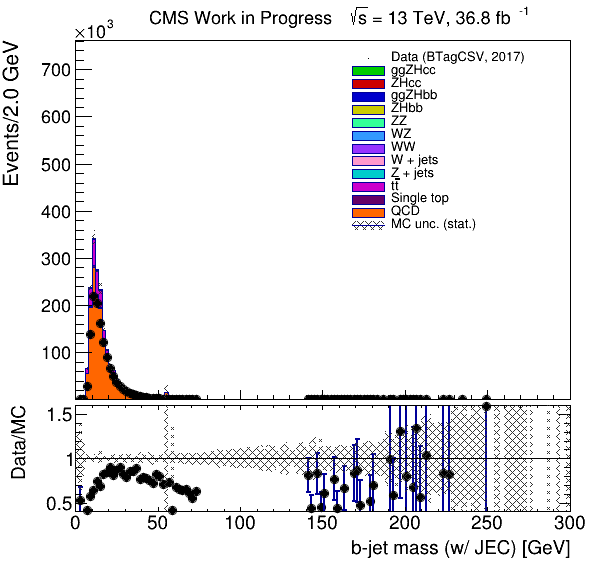 CMS Work in Progress √s = 13 TeV, 36.8 fb -1
×10³
Events/2.0 GeV
700
600
500
400
300
200
100
Data (BTagCSV, 2017)
ggZHcc
ZHcc
ggZHbb
ZHbb
ZZ
WZ
WW
W + jets
Z + jets
tt̄
Single top
QCD
MC unc. (stat.)
Data/MC
1.5
1
0.5
0 50 100 150 200 250 300
b-jet mass (w/ JEC) [GeV]